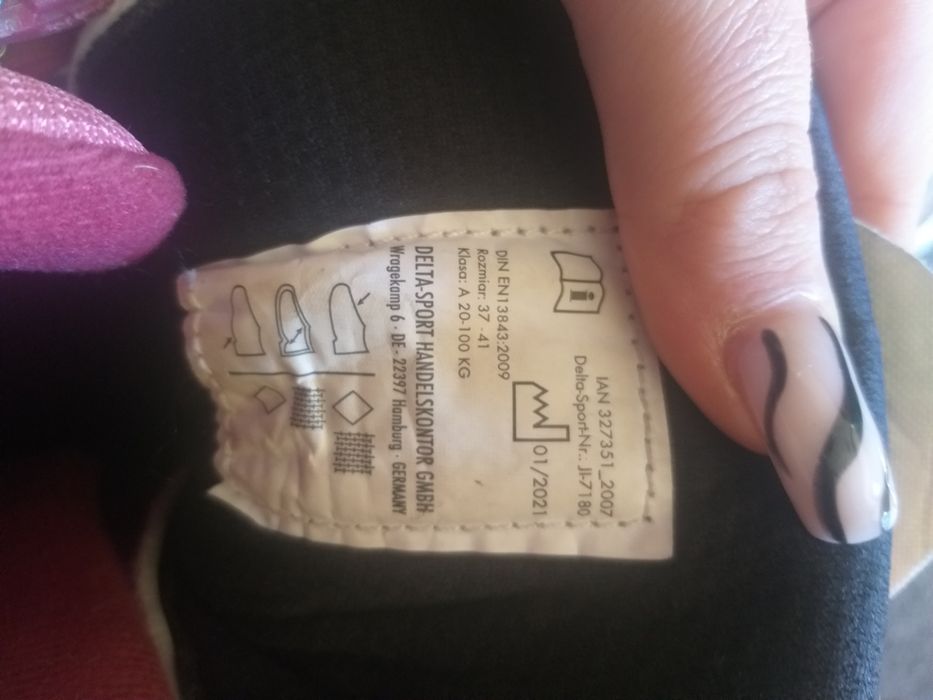 IAN 327351_2007
Delta-Sport-Nr.: JI-7180
01/2021
DIN EN13843:2009
Rozmiar: 37 - 41
Klasa: A 20-100 KG
DELTA-SPORT HANDELSKONTOR GMBH
Wragekamp 6 · DE - 22397 Hamburg · GERMANY